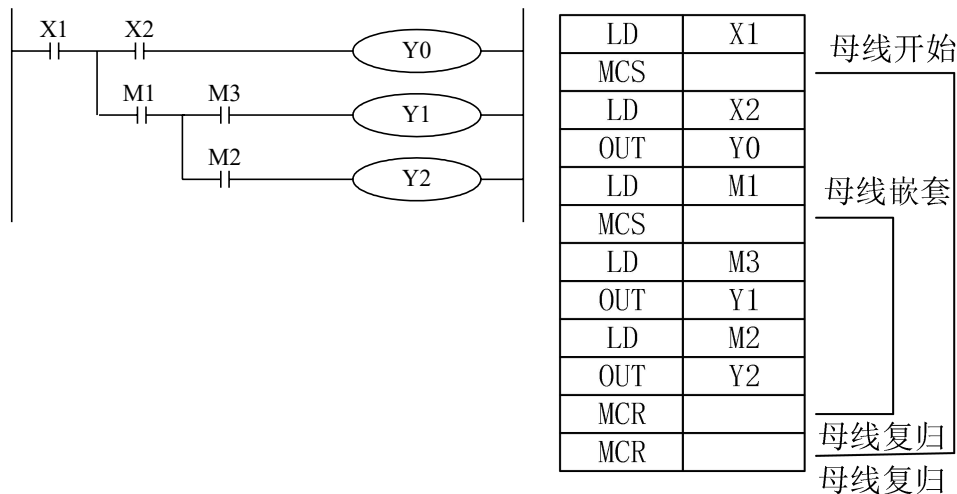 X1 X2 Y0
M1 M3 Y1
M2 Y2
LD X1
MCS
LD X2
OUT Y0
LD M1
MCS
LD M3
OUT Y1
LD M2
OUT Y2
MCR
MCR
母线开始
母线嵌套
母线复归
母线复归